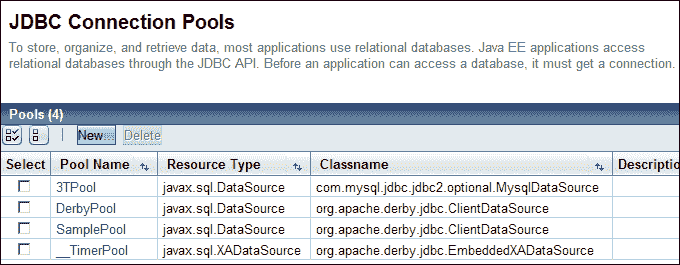 JDBC Connection Pools
To store, organize, and retrieve data, most applications use relational databases. Java EE applications access
relational databases through the JDBC API. Before an application can access a database, it must get a connection.
Pools (4)
New Delete
Select Pool Name Resource Type Classname Descriptio
3TPool javax.sql.DataSource com.mysql.jdbc.jdbc2.optional.MysqlDataSource
DerbyPool javax.sql.DataSource org.apache.derby.jdbc.ClientDataSource
SamplePool javax.sql.DataSource org.apache.derby.jdbc.ClientDataSource
__TimerPool javax.sql.XADataSource org.apache.derby.jdbc.EmbeddedXADataSource